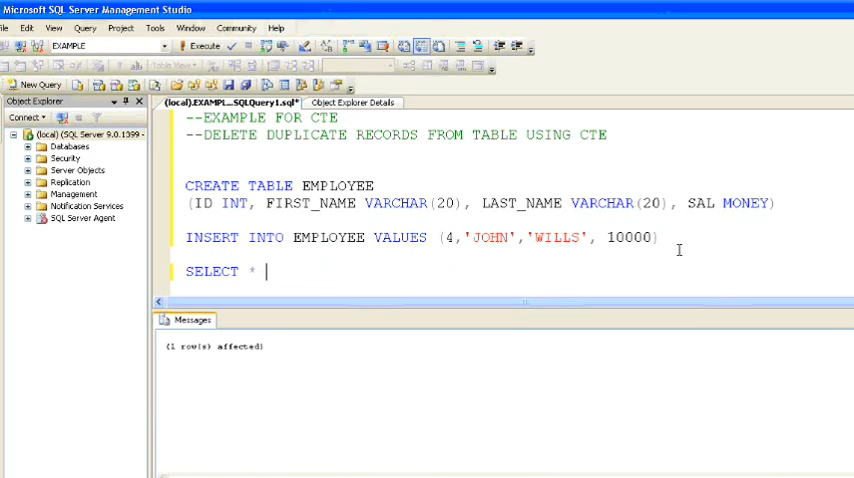 Microsoft SQL Server Management Studio
File Edit View Query Project Tools Window Community Help
EXAMPLE Execute
Table View
New Query
Object Explorer
Connect
(local) (SQL Server 9.0.1399 -
Databases
Security
Server Objects
Replication
Management
Notification Services
SQL Server Agent
(local).EXAMPL...SQLQuery1.sql* Object Explorer Details
--EXAMPLE FOR CTE
--DELETE DUPLICATE RECORDS FROM TABLE USING CTE
CREATE TABLE EMPLOYEE
(ID INT, FIRST_NAME VARCHAR(20), LAST_NAME VARCHAR(20), SAL MONEY)
INSERT INTO EMPLOYEE VALUES (4,'JOHN','WILLS', 10000)
SELECT *
Messages
(1 row(s) affected)